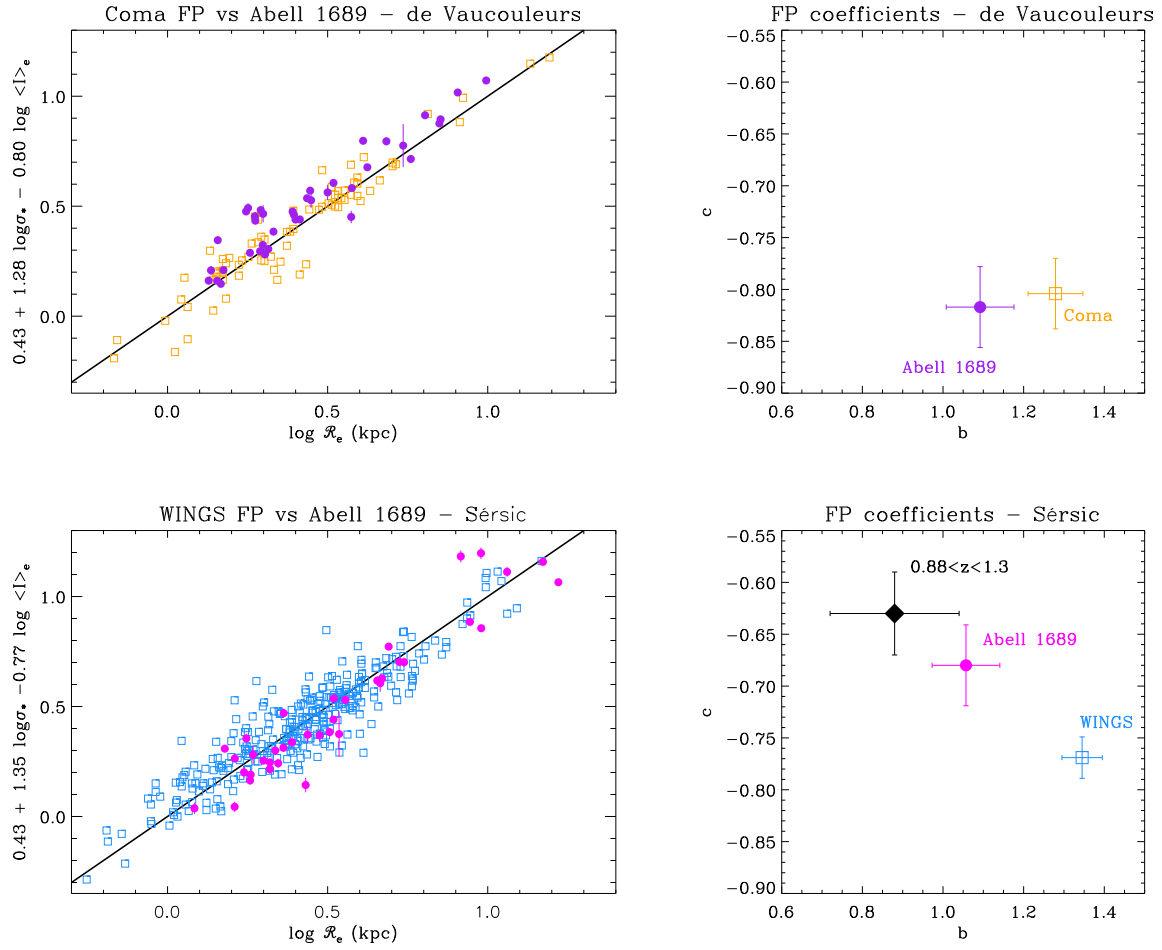 Coma FP vs Abell 1689 − de Vaucouleurs
0.43 + 1.28 logσ* − 0.80 log <I>e
1.0
0.5
0.0
0.0 0.5 1.0
log Re (kpc)
FP coefficients − de Vaucouleurs
c
−0.55
−0.60
−0.65
−0.70
−0.75
−0.80
−0.85
−0.90
Coma
Abell 1689
0.6 0.8 1.0 1.2 1.4
b
WINGS FP vs Abell 1689 − Sérsic
0.43 + 1.35 logσ* −0.77 log <I>e
1.0
0.5
0.0
0.0 0.5 1.0
log Re (kpc)
FP coefficients − Sérsic
c
−0.55
−0.60
−0.65
−0.70
−0.75
−0.80
−0.85
−0.90
0.88<z<1.3
Abell 1689
WINGS
0.6 0.8 1.0 1.2 1.4
b